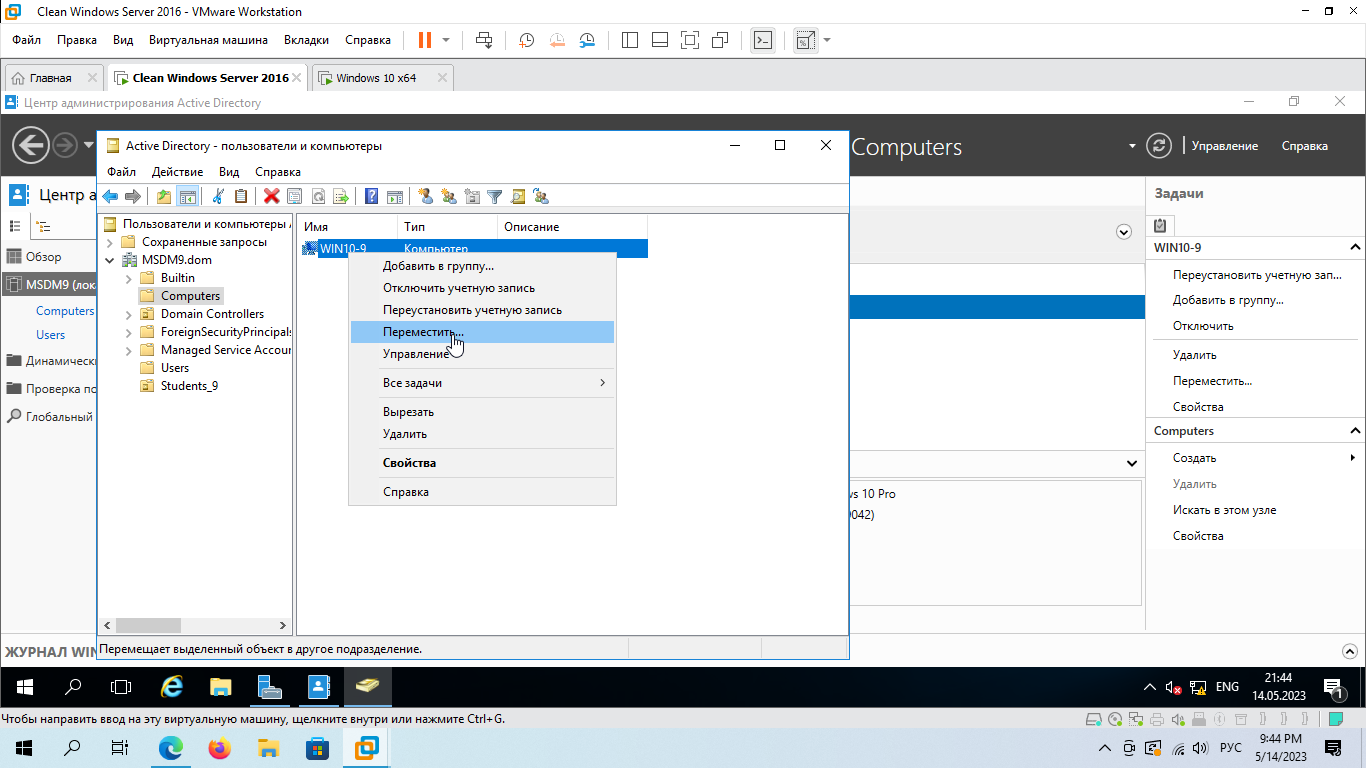 Clean Windows Server 2016 - VMware Workstation
Файл Правка Вид Виртуальная машина Вкладки Справка
Главная Clean Windows Server 2016 Windows 10 x64
Центр администрирования Active Directory
Computers Управление Справка
Центр а
Обзор
MSDM9 (лок
Computers
Users
Динамическ
Проверка по
Глобальный
Active Directory - пользователи и компьютеры
Файл Действие Вид Справка
Пользователи и компьютеры
Сохраненные запросы
MSDM9.dom
Builtin
Computers
Domain Controllers
ForeignSecurityPrincipals
Managed Service Accour
Users
Students_9
Имя Тип Описание
WIN10-9 Компьютер
Добавить в группу...
Отключить учетную запись
Переустановить учетную запись
Переместить...
Управление
Все задачи
Вырезать
Удалить
Свойства
Справка
Перемещает выделенный объект в другое подразделение.
vs 10 Pro
042)
Задачи
WIN10-9
Переустановить учетную зап...
Добавить в группу...
Отключить
Удалить
Переместить...
Свойства
Computers
Создать
Удалить
Искать в этом узле
Свойства
ЖУРНАЛ WIN
ENG
21:44
14.05.2023
1
Чтобы направить ввод на эту виртуальную машину, щелкните внутри или нажмите Ctrl+G.
РУС
9:44 PM
5/14/2023